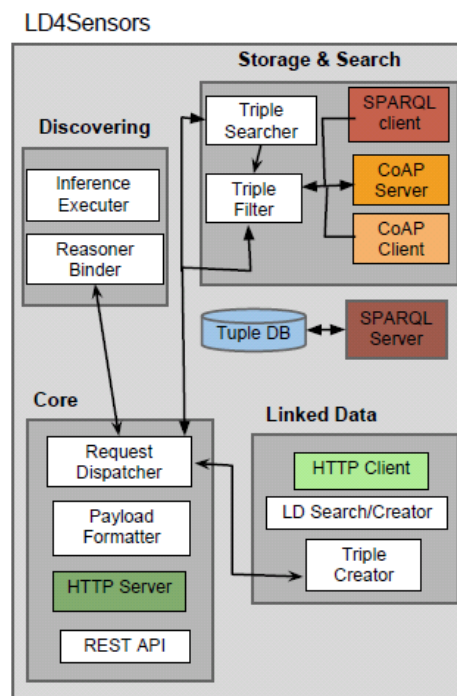 LD4Sensors
Storage & Search
Triple
Searcher
SPARQL
client
Discovering
Inference
Executer
Triple
Filter
CoAP
Server
Reasoner
Binder
CoAP
Client
Tuple DB
SPARQL
Server
Core
Linked Data
Request
Dispatcher
HTTP Client
Payload
Formatter
LD Search/Creator
HTTP Server
Triple
Creator
REST API